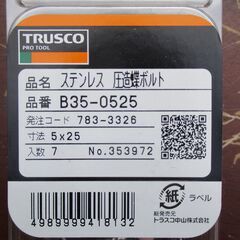 TRUSCO
PRO TOOL
品名 ステンレス 圧造蝶ボルト
品番 B35-0525
発注コード 783-3326
寸法 5x25
入数 7 No.353972
紙 ラベル
総発売元
トラスコ中山株式会社
4989999418132